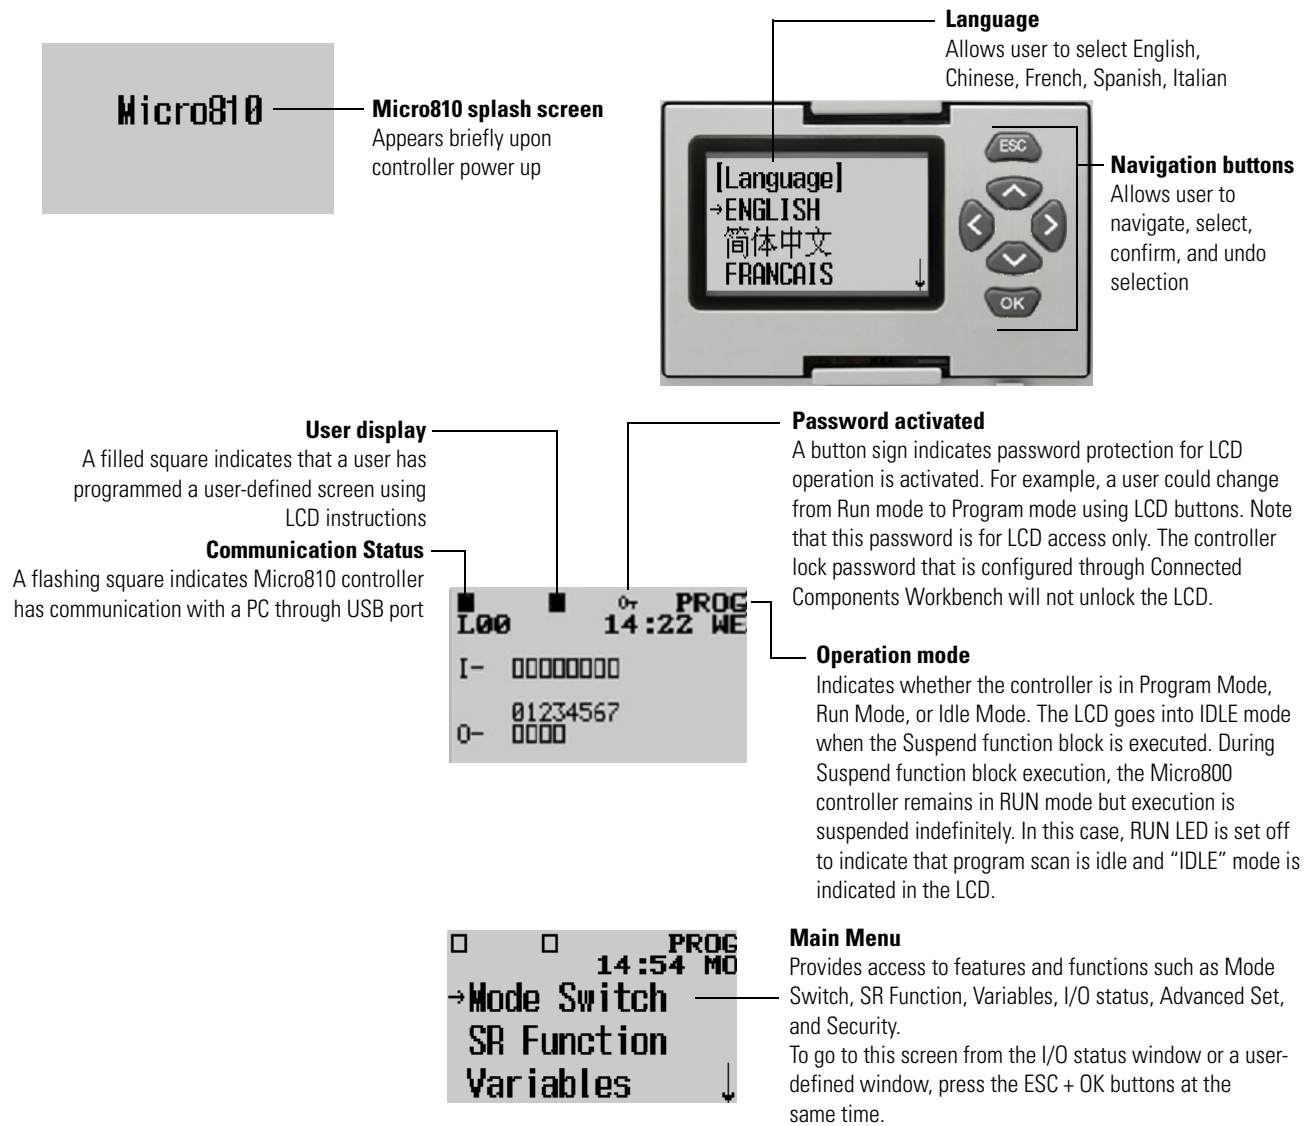 Micro810
Micro810 splash screen
Appears briefly upon
controller power up
Language
Allows user to select English,
Chinese, French, Spanish, Italian
[Language]
→ENGLISH
简体中文
FRANCAIS ↓
ESC
OK
Navigation buttons
Allows user to
navigate, select,
confirm, and undo
selection
User display
A filled square indicates that a user has
programmed a user-defined screen using
LCD instructions
Communication Status
A flashing square indicates Micro810 controller
has communication with a PC through USB port
Password activated
A button sign indicates password protection for LCD
operation is activated. For example, a user could change
from Run mode to Program mode using LCD buttons. Note
that this password is for LCD access only. The controller
lock password that is configured through Connected
Components Workbench will not unlock the LCD.
PROG
L00 14:22 WE
I-
01234567
O-
Operation mode
Indicates whether the controller is in Program Mode,
Run Mode, or Idle Mode. The LCD goes into IDLE mode
when the Suspend function block is executed. During
Suspend function block execution, the Micro800
controller remains in RUN mode but execution is
suspended indefinitely. In this case, RUN LED is set off
to indicate that program scan is idle and “IDLE” mode is
indicated in the LCD.
PROG
14:54 MO
→Mode Switch
SR Function
Variables ↓
Main Menu
Provides access to features and functions such as Mode
Switch, SR Function, Variables, I/O status, Advanced Set,
and Security.
To go to this screen from the I/O status window or a user-
defined window, press the ESC + OK buttons at the
same time.